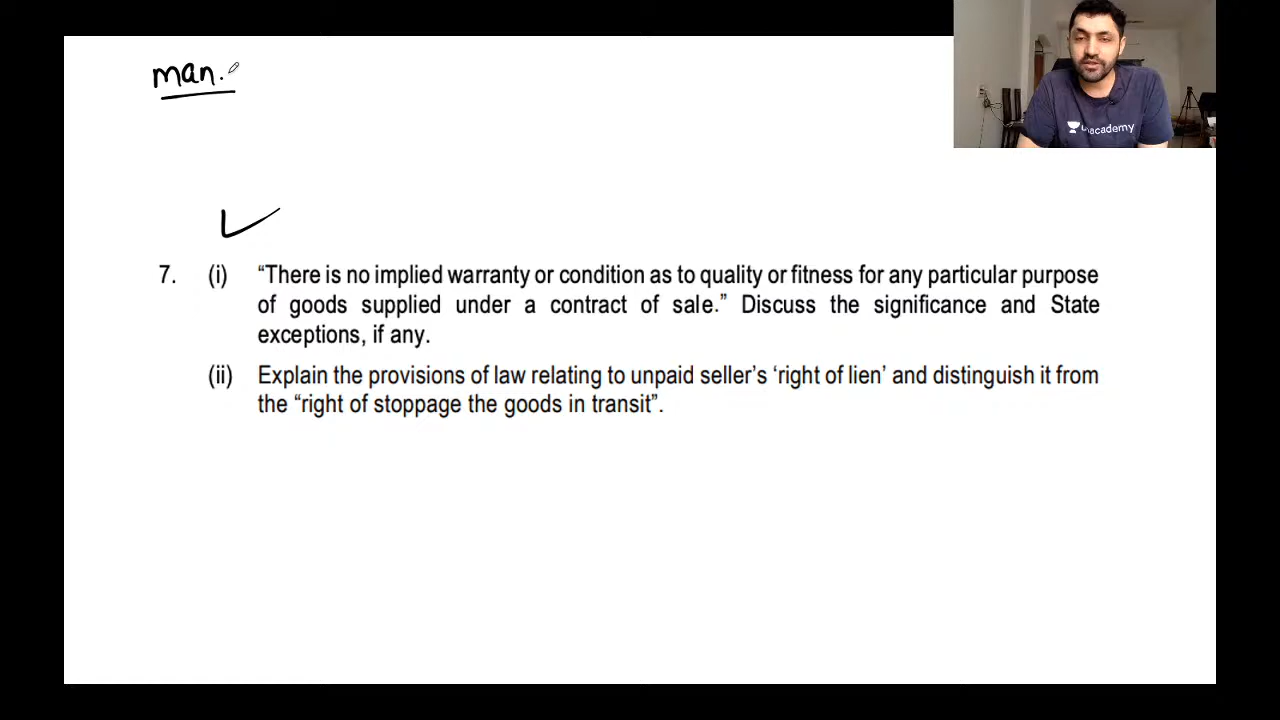 man.
unacademy
7. (i) “There is no implied warranty or condition as to quality or fitness for any particular purpose
of goods supplied under a contract of sale.” Discuss the significance and State
exceptions, if any.
(ii) Explain the provisions of law relating to unpaid seller’s ‘right of lien’ and distinguish it from
the “right of stoppage the goods in transit”.